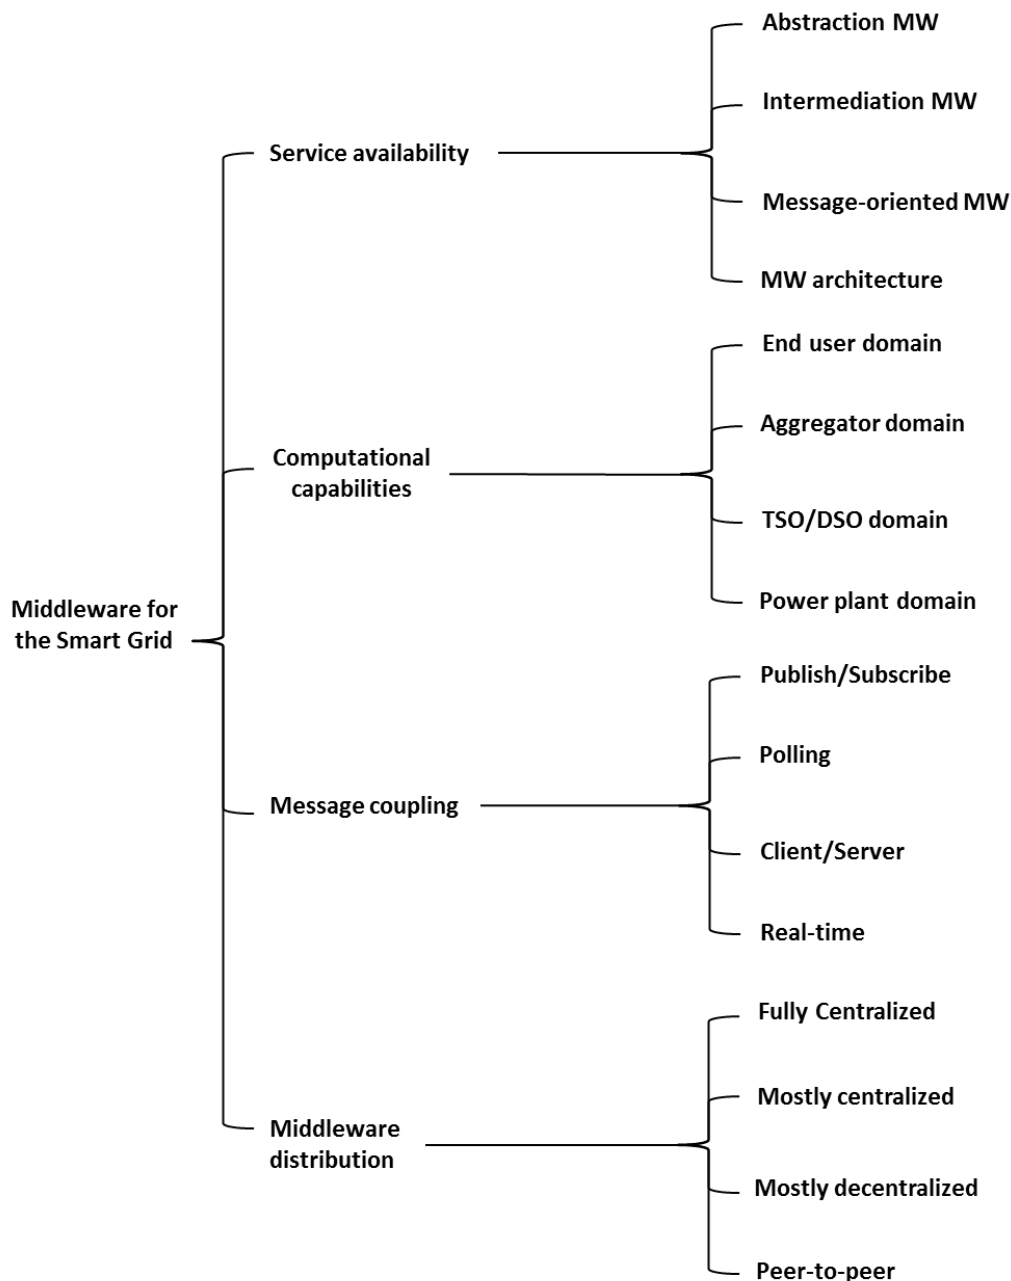 Abstraction MW
Intermediation MW
Service availability
Message-oriented MW
MW architecture
End user domain
Aggregator domain
Computational
capabilities
TSO/DSO domain
Power plant domain
Middleware for
the Smart Grid
Publish/Subscribe
Polling
Message coupling
Client/Server
Real-time
Fully Centralized
Mostly centralized
Middleware
distribution
Mostly decentralized
Peer-to-peer